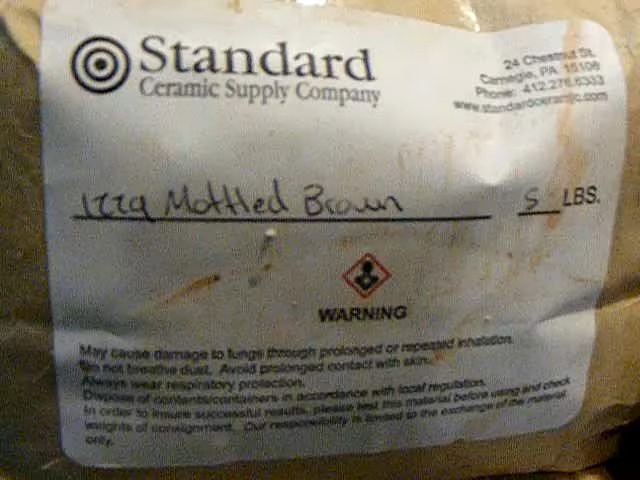 Standard
Ceramic Supply Company
24 Chestnut St.
Carnegie, PA 15106
Phone: 412.276.6333
www.standardceramic.com
Mottled Brown 5 LBS.
WARNING
May cause damage to lungs through prolonged or repeated inhalation.
Do not breathe dust. Avoid prolonged contact with skin.
Always wear respiratory protection.
Dispose of contents/containers in accordance with local regulation.
In order to insure successful results, please test this material before using and check
weights of consignment. Our responsibility is limited to the exchange of the material
only.